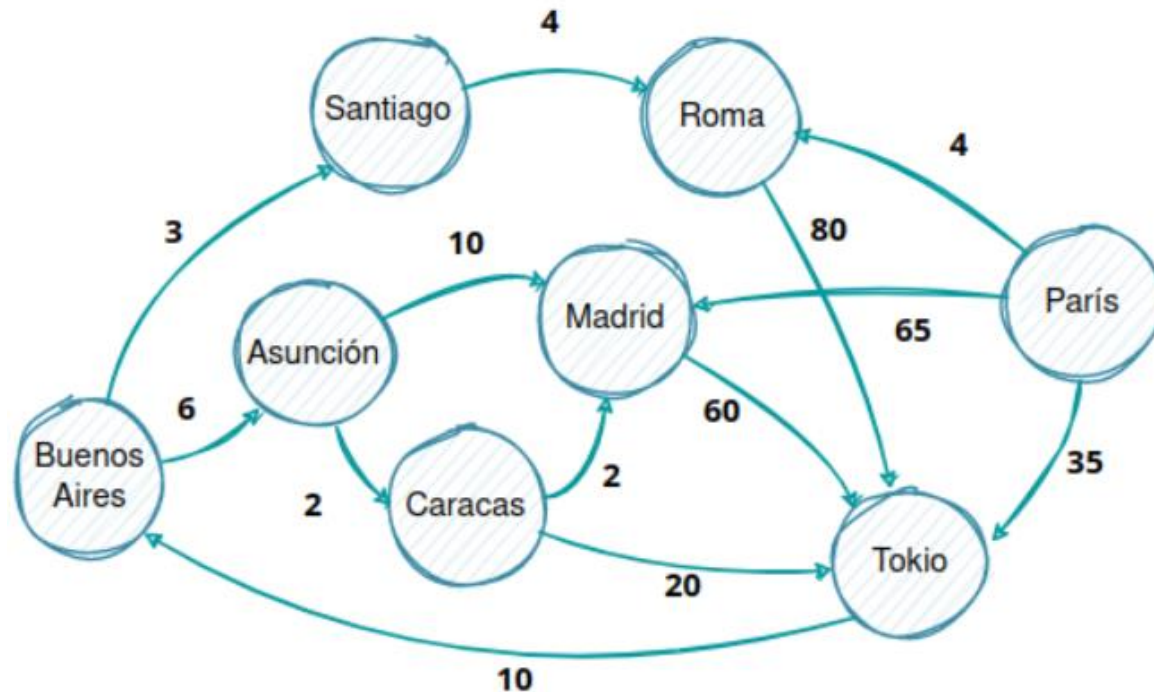 4
Santiago
Roma
4
3
80
10
Madrid
París
Asunción
65
6
60
Buenos
Aires
35
2
Caracas
2
Tokio
20
10